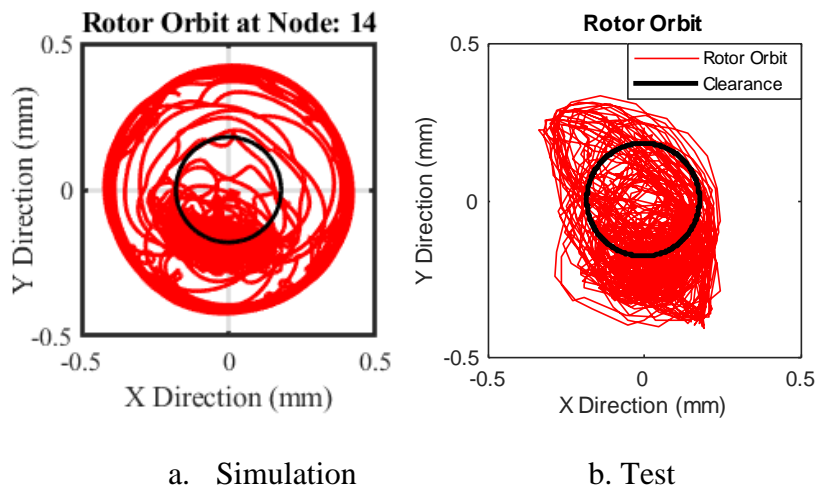 Rotor Orbit at Node: 14
0.5
0
-0.5
-0.5
0
0.5
Y Direction (mm)
X Direction (mm)
Rotor Orbit
Rotor Orbit
Clearance
0.5
0
-0.5
-0.5
0
0.5
Y Direction (mm)
X Direction (mm)
a. Simulation
b. Test